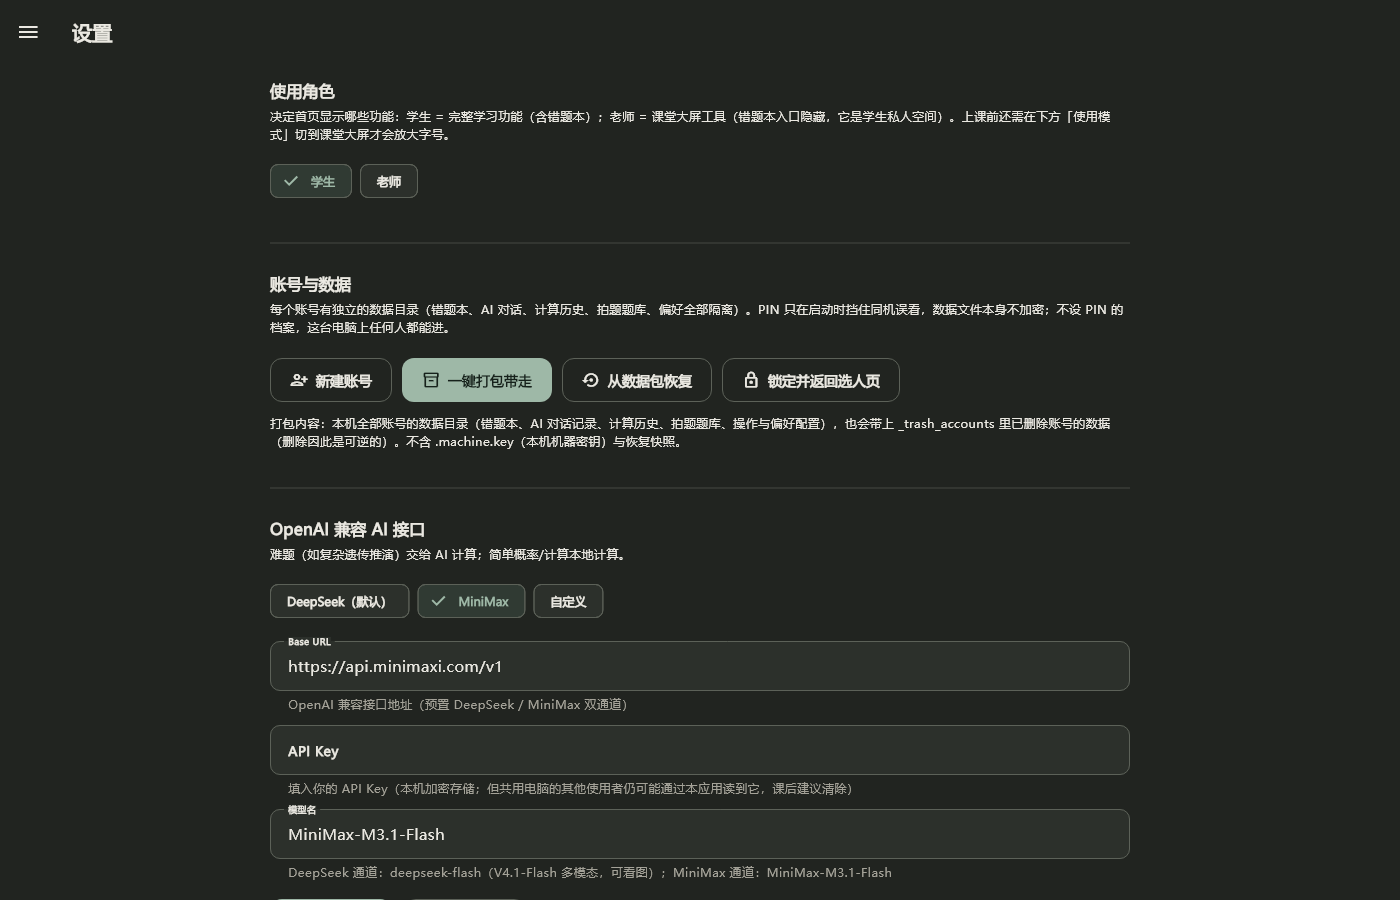 设置
使用角色
决定首页显示哪些功能：学生 = 完整学习功能（含错题本）；老师 = 课堂大屏工具（错题本入口隐藏，它是学生私人空间）。上课前还需在下方「使用模
式」切到课堂大屏才会放大字号。
学生
老师
账号与数据
每个账号有独立的数据目录（错题本、AI 对话、计算历史、拍题题库、偏好全部隔离）。PIN 只在启动时挡住同机误看，数据文件本身不加密；不设 PIN 的
档案，这台电脑上任何人都能进。
新建账号
一键打包带走
从数据包恢复
锁定并返回选人页
打包内容：本机全部账号的数据目录（错题本、AI 对话记录、计算历史、拍题题库、操作与偏好配置），也会带上 _trash_accounts 里已删除账号的数据
（删除因此是可逆的）。不含 .machine.key（本机机器密钥）与恢复快照。
OpenAI 兼容 AI 接口
难题（如复杂遗传推演）交给 AI 计算；简单概率/计算本地计算。
DeepSeek（默认）
MiniMax
自定义
Base URL
https://api.minimaxi.com/v1
OpenAI 兼容接口地址（预置 DeepSeek / MiniMax 双通道）
API Key
填入你的 API Key（本机加密存储；但共用电脑的其他使用者仍可能通过本应用读到它，课后建议清除）
模型名
MiniMax-M3.1-Flash
DeepSeek 通道：deepseek-flash（V4.1-Flash 多模态，可看图）；MiniMax 通道：MiniMax-M3.1-Flash